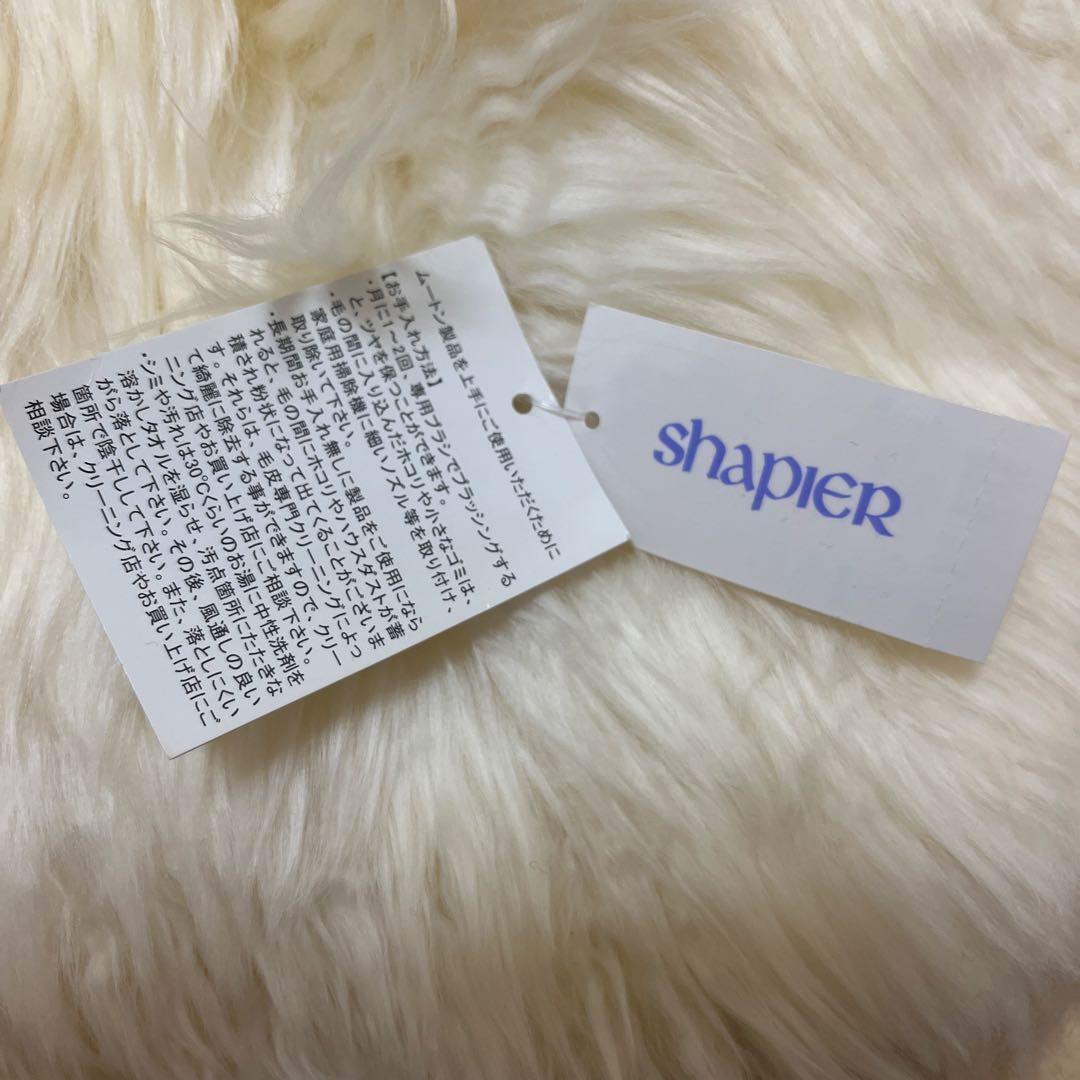 ムートン製品を上手にご使用いただくために
【お手入れ方法】
・月に1〜2回、専用ブラシでブラッシングする
と、ツヤを保つことができます。
・毛の間に入り込んだホコリや小さなゴミは、
家庭用掃除機に細いノズル等を取り付け、
取り除いて下さい。
・長期間お手入れ無しに製品をご使用になら
れると、毛の間にホコリやハウスダストが蓄
積され粉状になって出てくることがございま
す。それらは、毛皮専門クリーニングによっ
て綺麗に除去する事ができますので、クリー
ニング店やお買い上げ店にご相談下さい。
・シミや汚れは30℃くらいのお湯に中性洗剤を
溶かしタオルを湿らせ、汚点箇所にたたきな
がら落として下さい。その後、風通しの良い
箇所で陰干しして下さい。また、落としにくい
場合は、クリーニング店やお買い上げ店にご
相談下さい。
shapiER